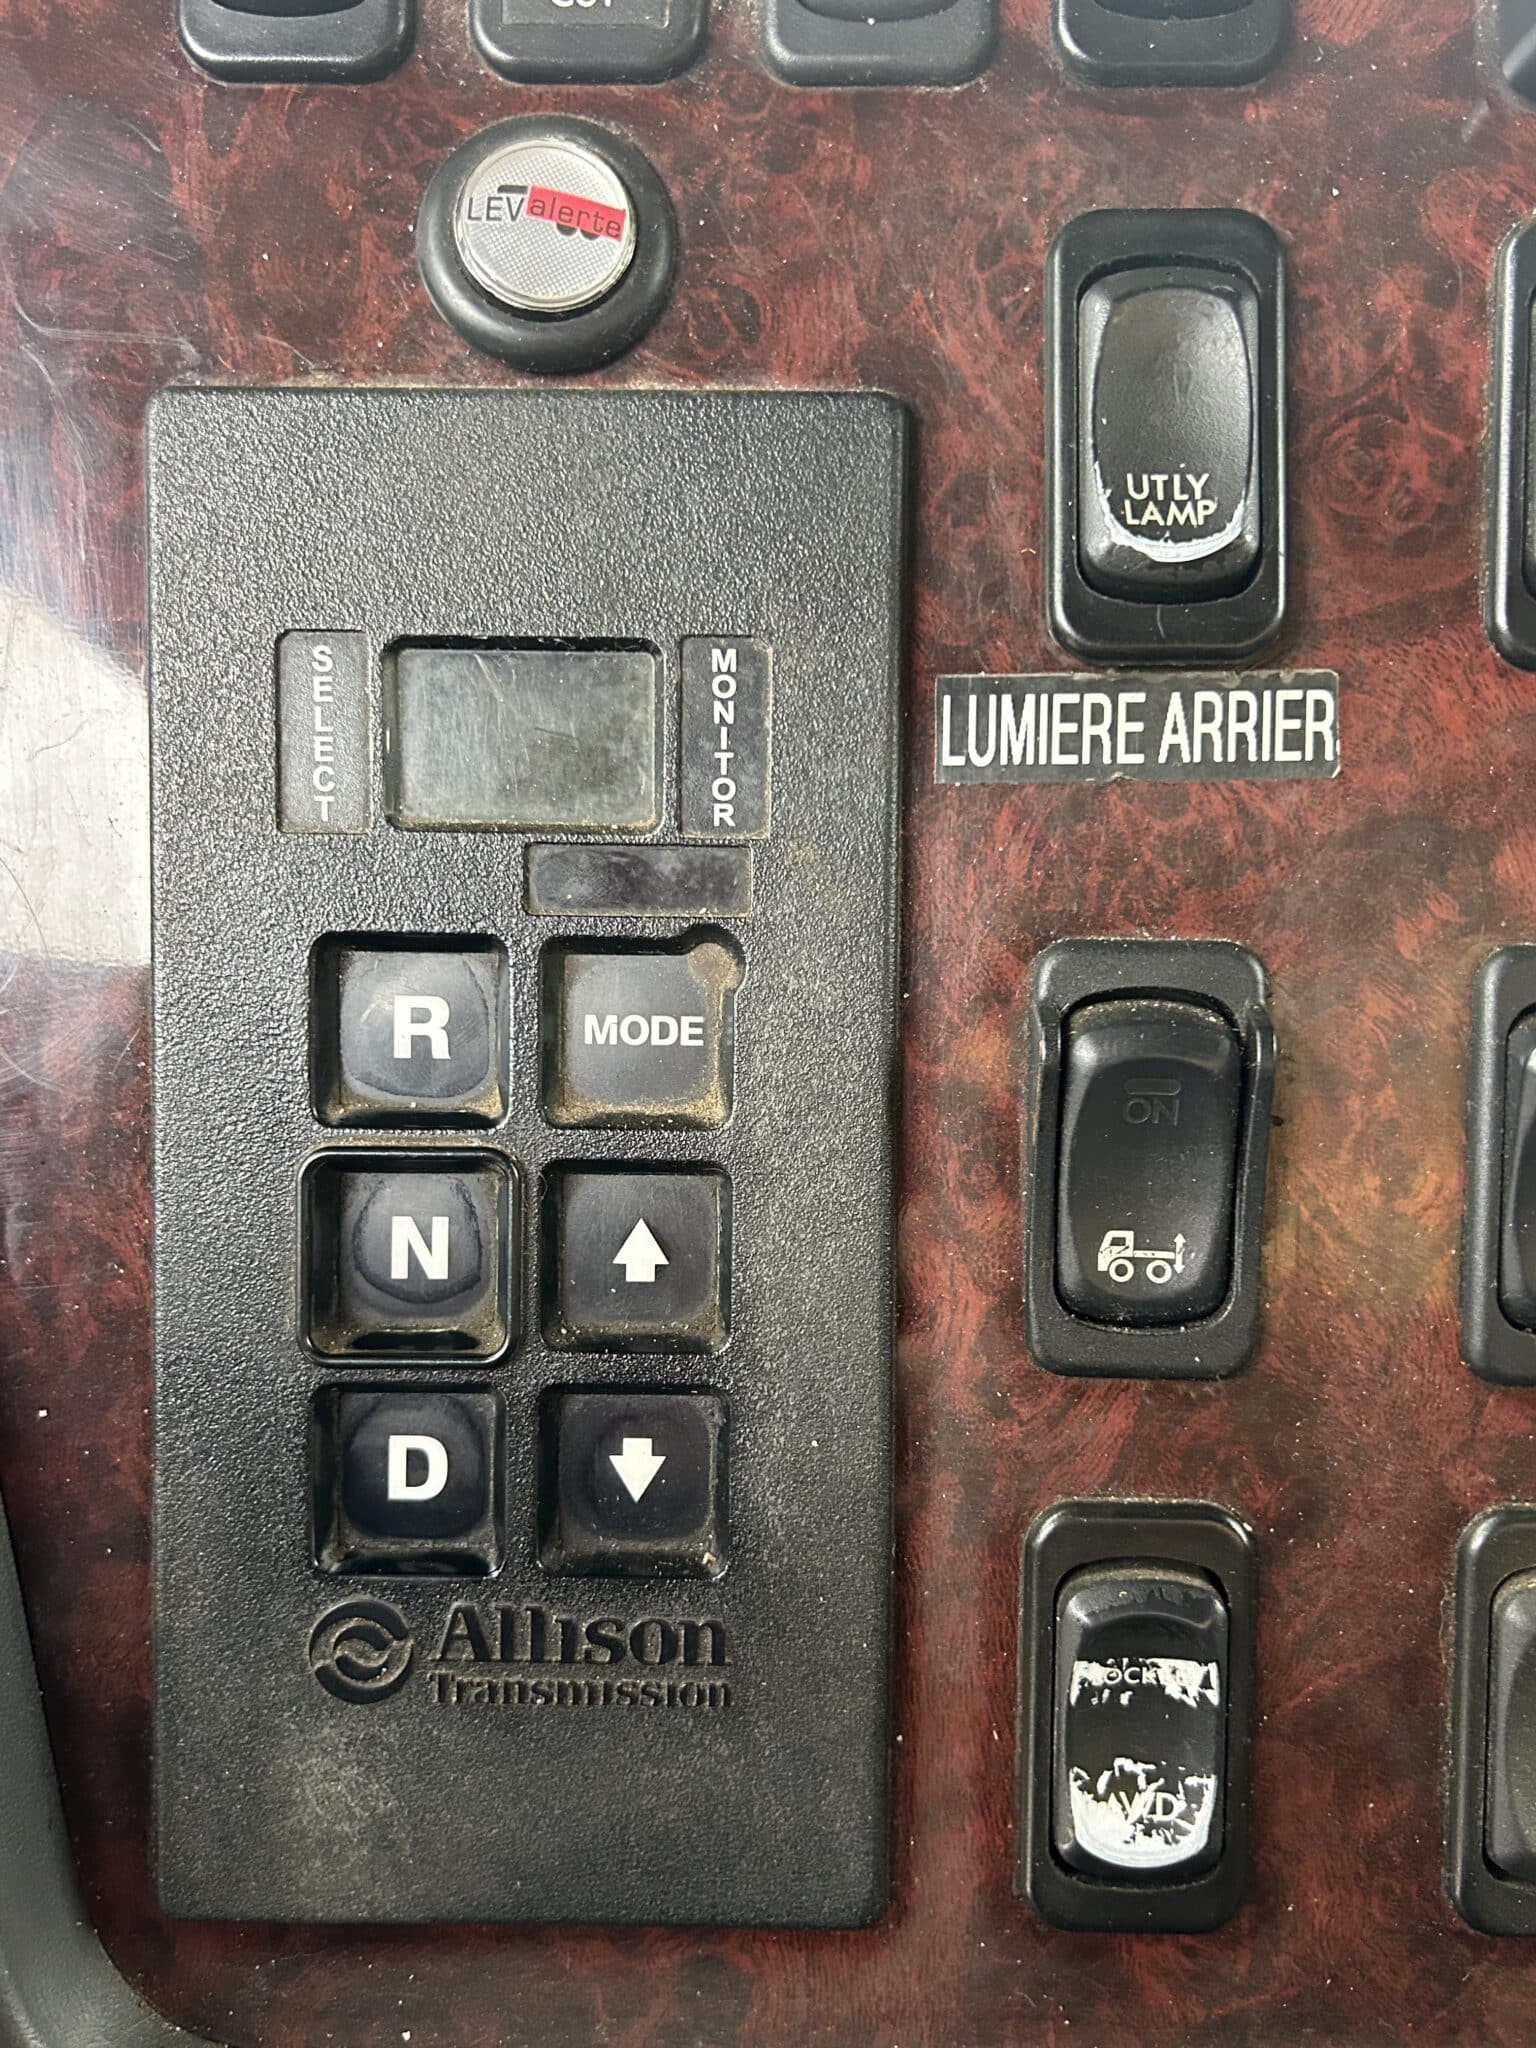 LEValerte
UTLY
LAMP
SELECT
MONITOR
LUMIERE ARRIER
R
MODE
ON
N
D
Allison
Transmission